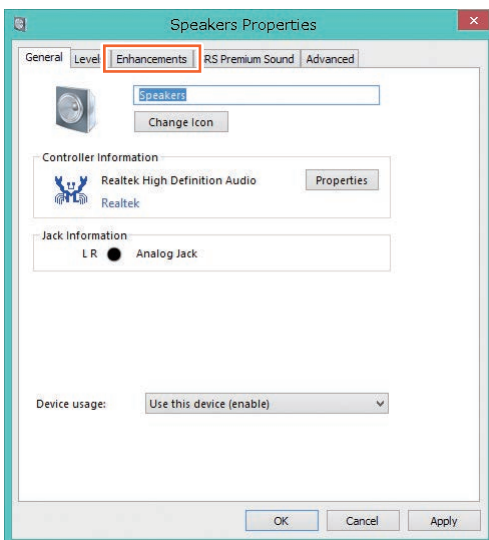 Speakers Properties
General Level Enhancements RS Premium Sound Advanced
Speakers
Change Icon
Controller Information
Realtek High Definition Audio Properties
Realtek
Jack Information
L R Analog Jack
Device usage: Use this device (enable)
OK Cancel Apply